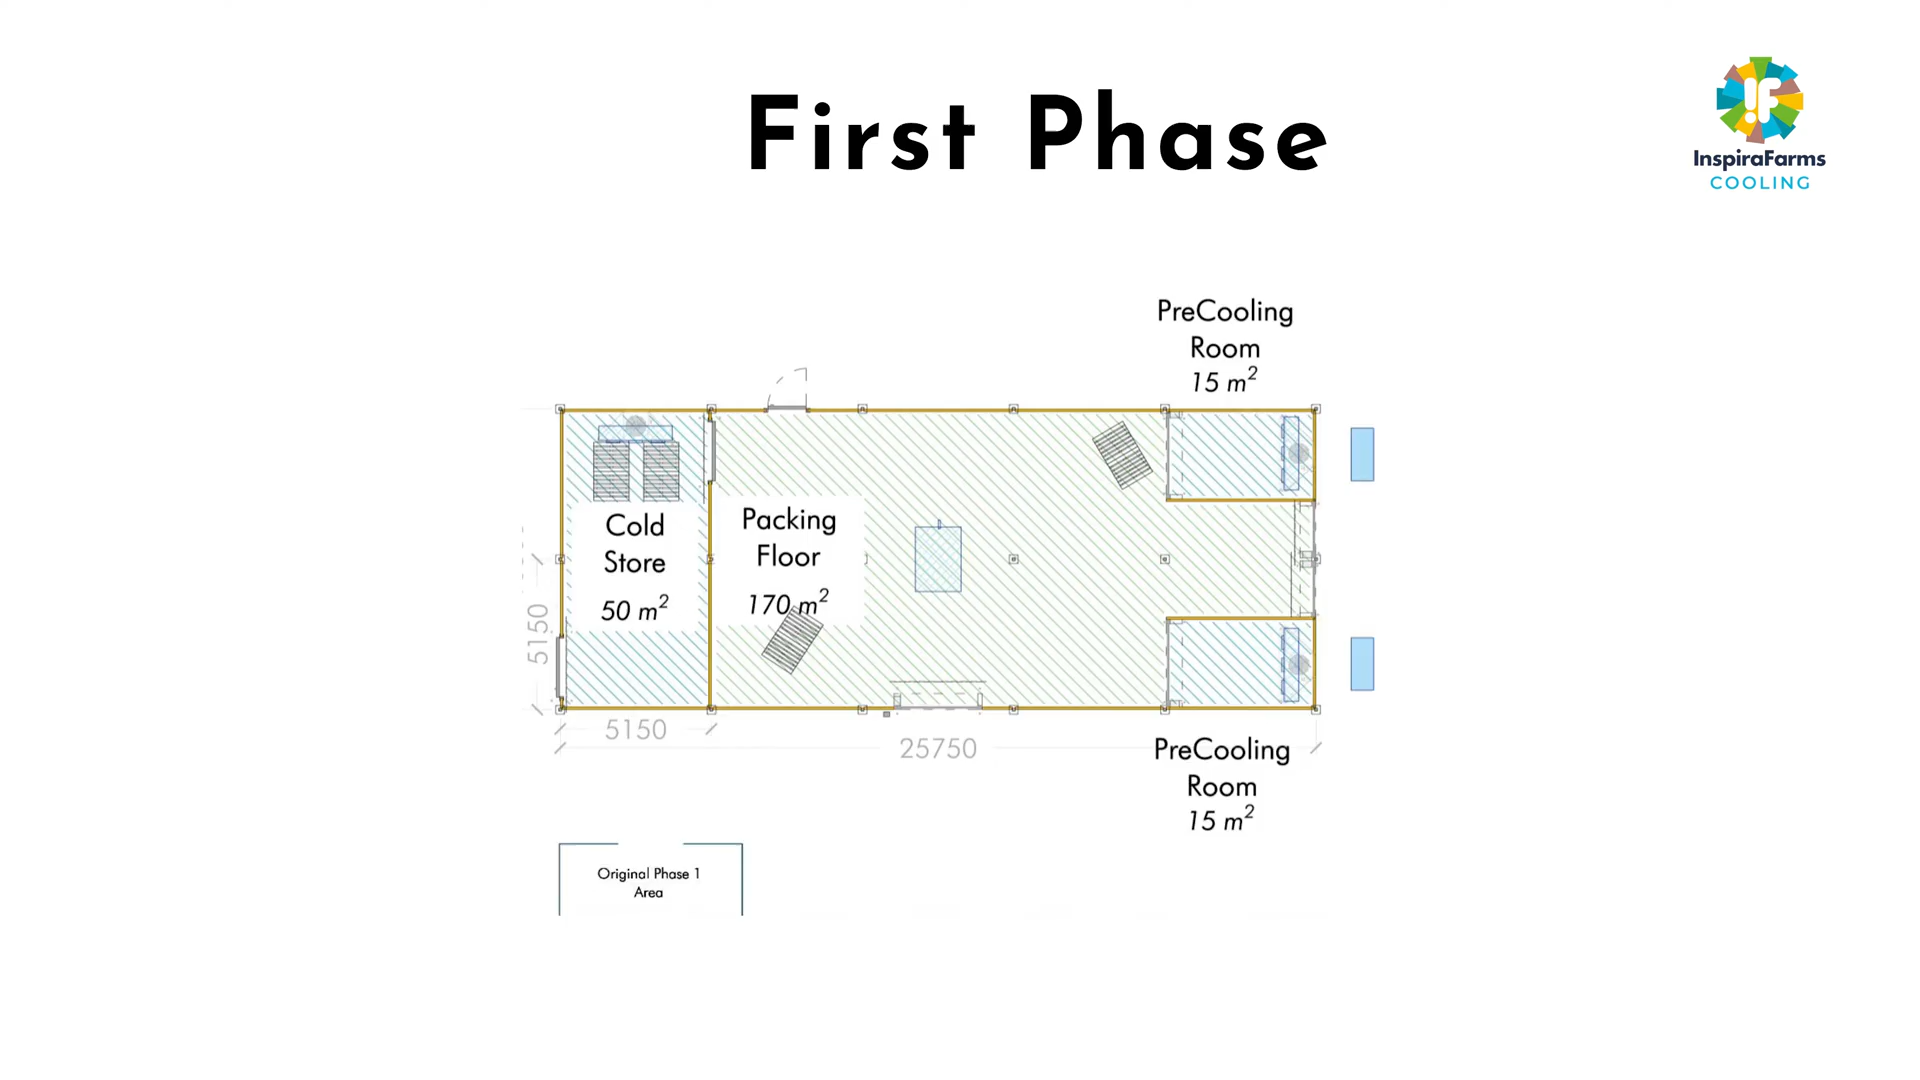 First Phase
InspiraFarms
COOLING
PreCooling
Room
15 m²
Cold
Store
50 m²
Packing
Floor
170 m²
5150
5150
25750
PreCooling
Room
15 m²
Original Phase 1
Area